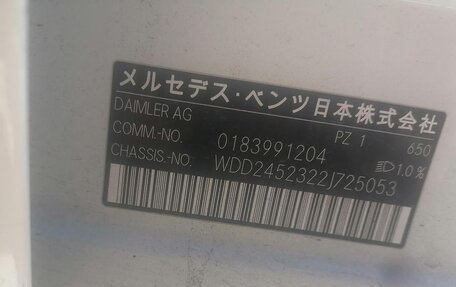 メルセデス・ベンツ日本株式会社
DAIMLER AG PZ 1 650
COMM.-NO. 0183991204 1.0%
CHASSIS.-NO. WDD2452322J725053